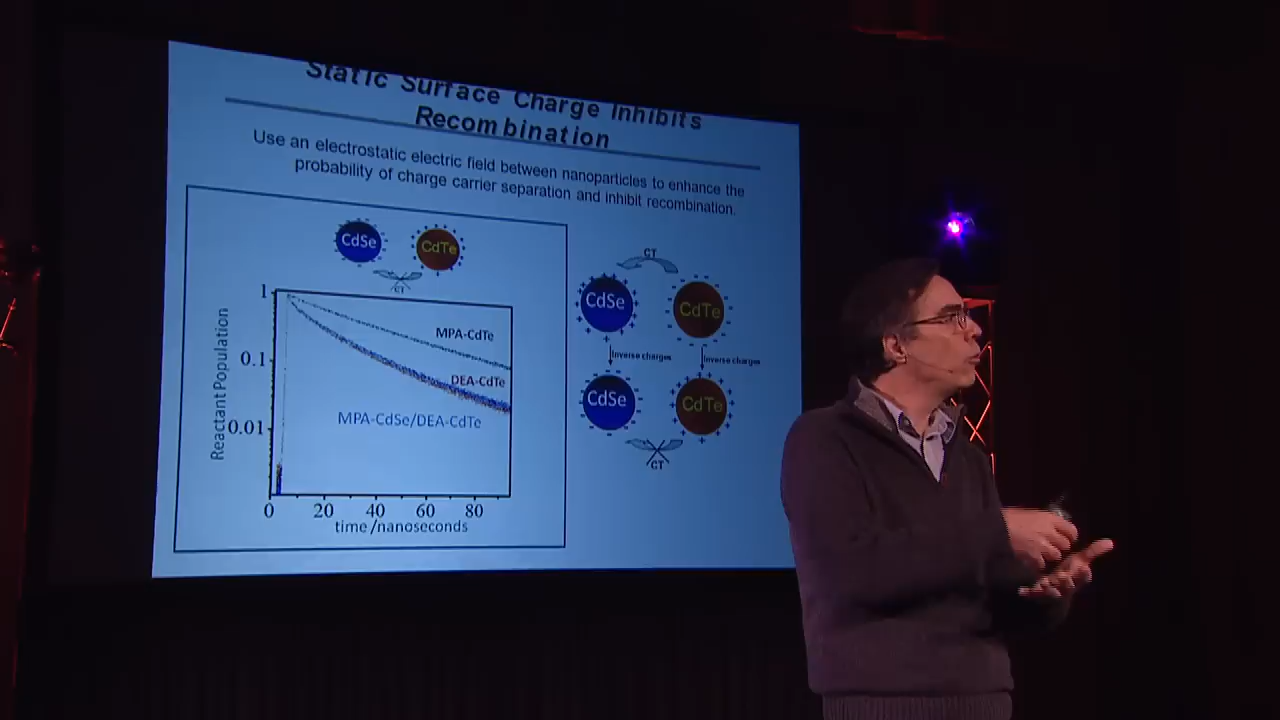 Static Surface Charge Inhibits
Recombination
Use an electrostatic electric field between nanoparticles to enhance the
probability of charge carrier separation and inhibit recombination.
CdSe
CdTe
CT
1
0.1
0.01
Reactant Population
MPA-CdTe
DEA-CdTe
MPA-CdSe/DEA-CdTe
0 20 40 60 80
time/nanoseconds
CT
CdSe
CdTe
Inverse charges
Inverse charges
CdSe
CdTe
CT